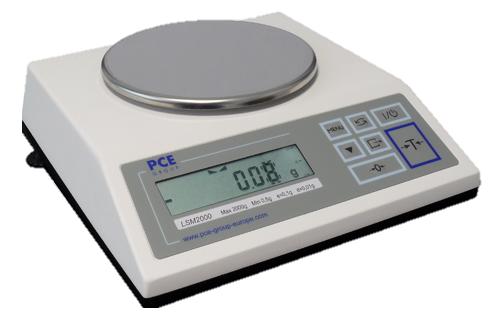 PCE
GROUP
0.08 g
LSM2000 Max 2000g Min 0,5g e=0,1g d=0,01g
www.pce-group-europe.com
MENU
I/⏻
→T←
→0←